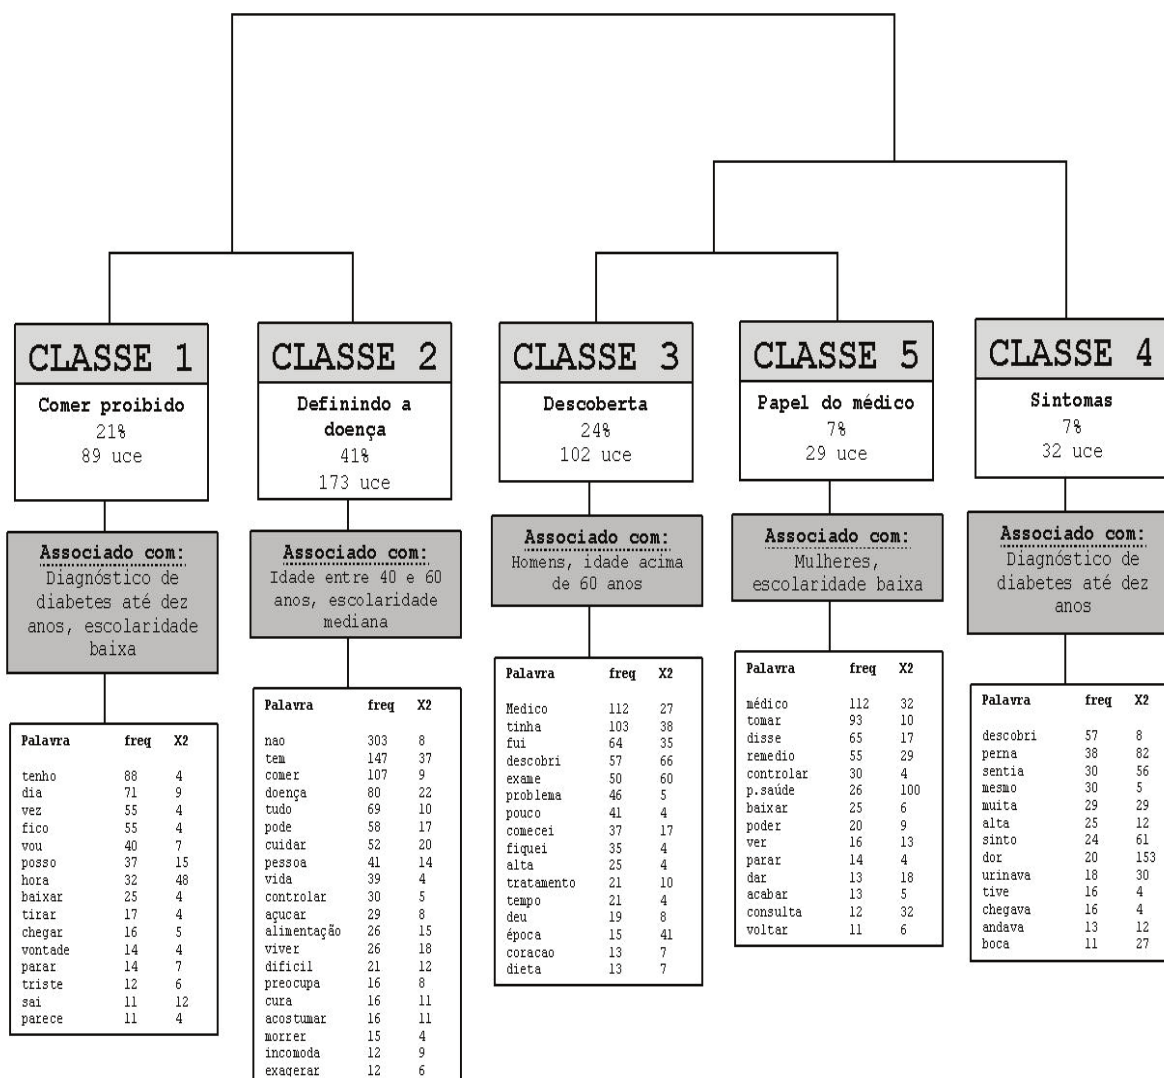 CLASSE 1
Comer proibido
21%
89 uce
Associado com:
Diagnóstico de
diabetes até dez
anos, escolaridade
baixa
Palavra freq X2
tenho 88 4
dia 71 9
vez 55 4
fico 55 4
vou 40 7
posso 37 15
hora 32 48
baixar 25 4
tirar 17 4
chegar 16 5
vontade 14 4
parar 14 7
triste 12 6
sai 11 12
parece 11 4
CLASSE 2
Definindo a
doença
41%
173 uce
Associado com:
Idade entre 40 e 60
anos, escolaridade
mediana
Palavra freq X2
nao 303 8
tem 147 37
comer 107 9
doença 80 22
tudo 69 10
pode 58 17
cuidar 52 20
pessoa 41 14
vida 39 4
controlar 30 5
açucar 29 8
alimentação 26 15
viver 26 18
dificil 21 12
preocupa 16 8
cura 16 11
acostumar 16 11
morrer 15 4
incomoda 12 9
exagerar 12 6
CLASSE 3
Descoberta
24%
102 uce
Associado com:
Homens, idade acima
de 60 anos
Palavra freq X2
Medico 112 27
tinha 103 38
fui 64 35
descobri 57 66
exame 50 60
problema 46 5
pouco 41 4
comecei 37 17
fiquei 35 4
alta 25 4
tratamento 21 10
tempo 21 4
deu 19 8
época 15 41
coracao 13 7
dieta 13 7
CLASSE 5
Papel do médico
7%
29 uce
Associado com:
Mulheres,
escolaridade baixa
Palavra freq X2
médico 112 32
tomar 93 10
disse 65 17
remedio 55 29
controlar 30 4
p.saúde 26 100
baixar 25 6
poder 20 9
ver 16 13
parar 14 4
dar 13 18
acabar 13 5
consulta 12 32
voltar 11 6
CLASSE 4
Sintomas
7%
32 uce
Associado com:
Diagnóstico de
diabetes até dez
anos
Palavra freq X2
descobri 57 8
perna 38 82
sentia 30 56
mesmo 30 5
muita 29 29
alta 25 12
sinto 24 61
dor 20 153
urinava 18 30
tive 16 4
chegava 16 4
andava 13 12
boca 11 27